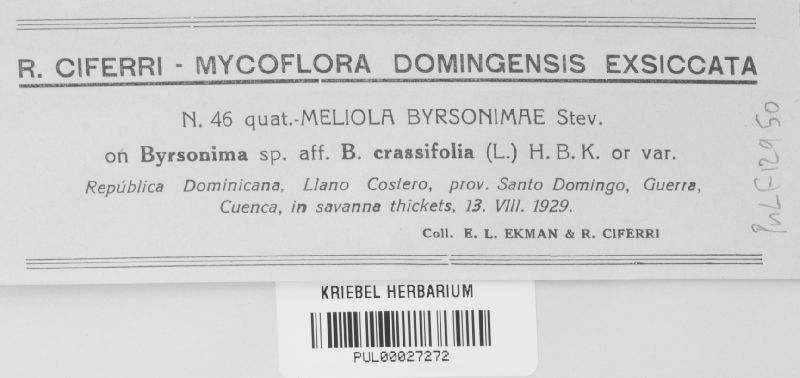 R. CIFERRI - MYCOFLORA DOMINGENSIS EXSICCATA
N. 46 quat.-MELIOLA BYRSONIMAE Stev.
on Byrsonima sp. aff. B. crassifolia (L.) H. B. K. or var.
República Dominicana, Llano Costero, prov. Santo Domingo, Guerra,
Cuenca, in savanna thickets, 13. VIII. 1929.
Coll. E. L. EKMAN & R. CIFERRI
PUL F12950
KRIEBEL HERBARIUM
PUL00027272